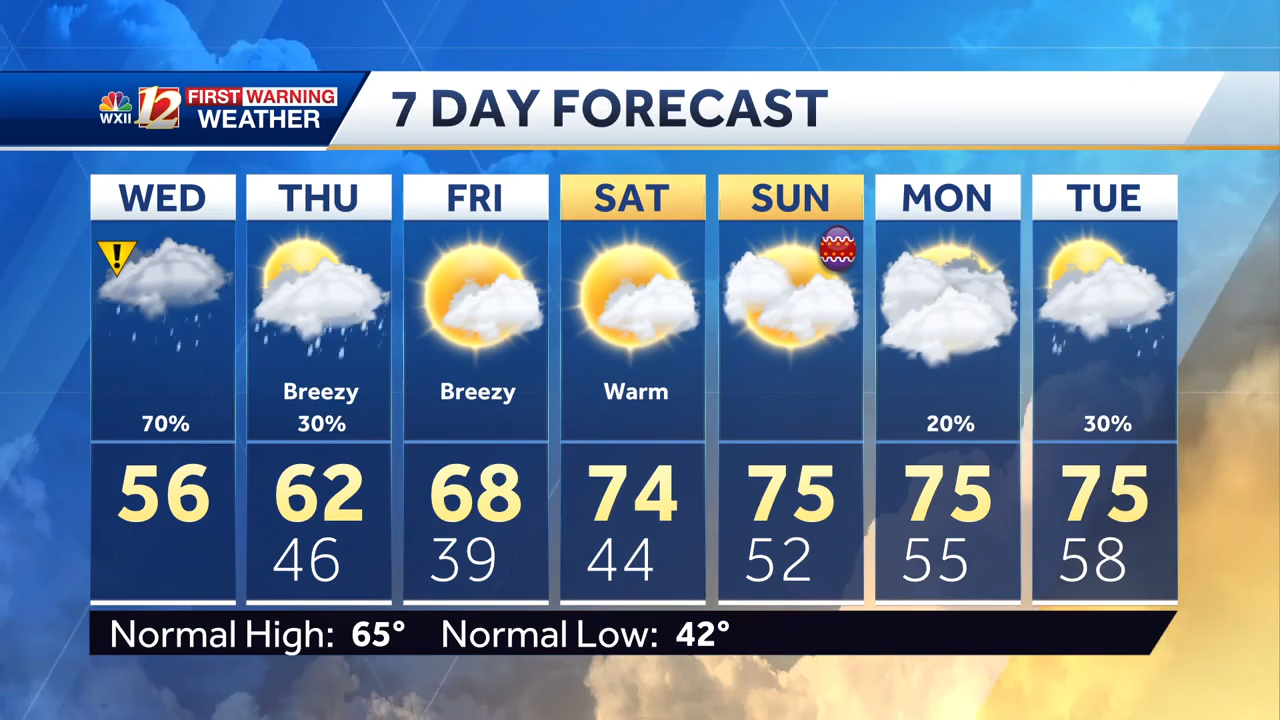 WXII 12 FIRST WARNING
WEATHER
7 DAY FORECAST
WED THU FRI SAT SUN MON TUE
!
Breezy Breezy Warm
70% 30% 20% 30%
56 62 68 74 75 75 75
46 39 44 52 55 58
Normal High: 65° Normal Low: 42°